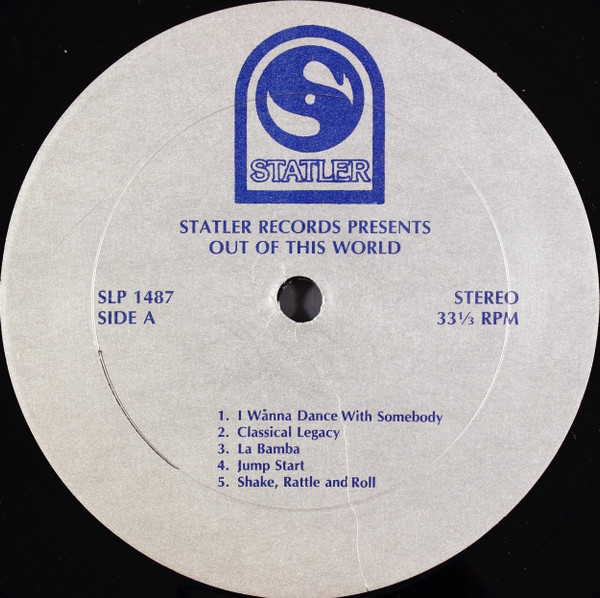 STATLER
STATLER RECORDS PRESENTS
OUT OF THIS WORLD
SLP 1487
STEREO
SIDE A
33⅓ RPM
1. I Wanna Dance With Somebody
2. Classical Legacy
3. La Bamba
4. Jump Start
5. Shake, Rattle and Roll